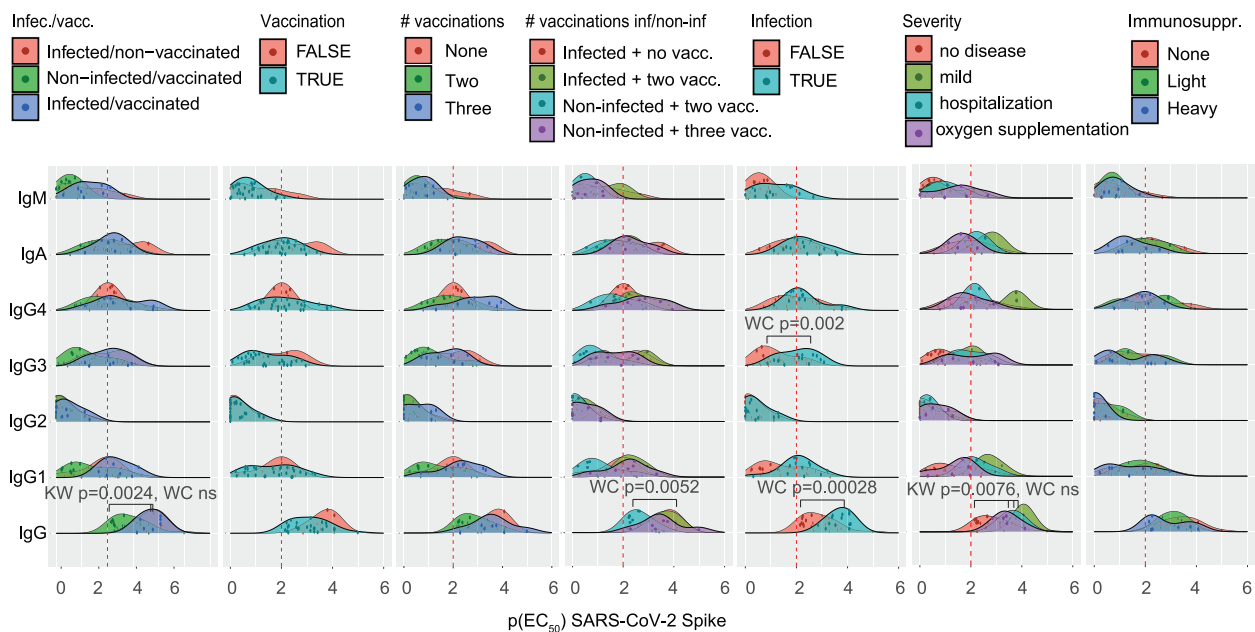 Infec./vacc.
Infected/non-vaccinated
Non-infected/vaccinated
Infected/vaccinated
Vaccination
FALSE
TRUE
# vaccinations
None
Two
Three
# vaccinations inf/non-inf
Infected + no vacc.
Infected + two vacc.
Non-infected + two vacc.
Non-infected + three vacc.
Infection
FALSE
TRUE
Severity
no disease
mild
hospitalization
oxygen supplementation
Immunosuppr.
None
Light
Heavy
IgM
IgA
IgG4
WC p=0.002
IgG3
IgG2
IgG1
KW p=0.0024, WC ns
WC p=0.0052
WC p=0.00028
KW p=0.0076, WC ns
IgG
0 2 4 6 0 2 4 6 0 2 4 6 0 2 4 6 0 2 4 6 0 2 4 6 0 2 4 6
p(EC50) SARS-CoV-2 Spike